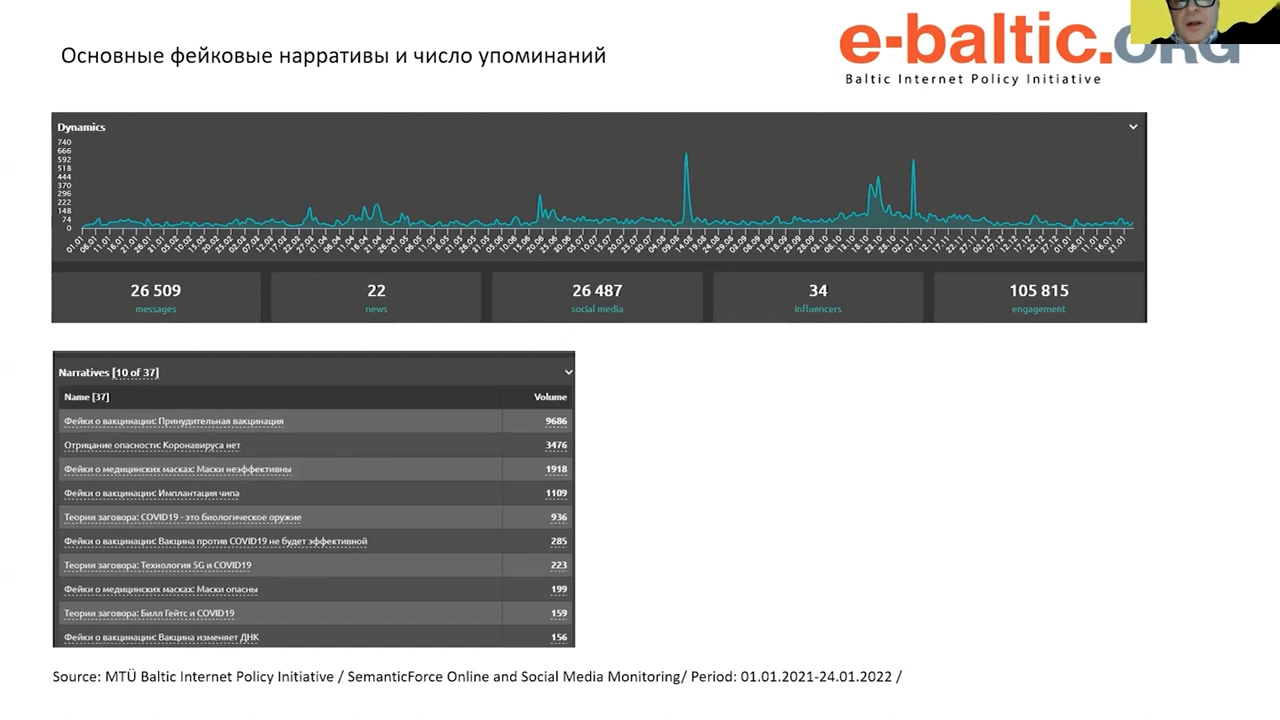 Основные фейковые нарративы и число упоминаний
e-baltic.org
Baltic Internet Policy Initiative
Dynamics
740
666
592
518
444
370
296
222
148
74
0
26 509
messages
22
news
26 487
social media
34
influencers
105 815
engagement
Narratives [10 of 37]
Name [37] Volume
Фейки о вакцинации: Принудительная вакцинация 9686
Отрицание опасности: Коронавируса нет 3476
Фейки о медицинских масках: Маски неэффективны 1918
Фейки о вакцинации: Имплантация чипа 1109
Теории заговора: COVID19 - это биологическое оружие 936
Фейки о вакцинации: Вакцина против COVID19 не будет эффективной 285
Теории заговора: Технология 5G и COVID19 223
Фейки о медицинских масках: Маски опасны 199
Теории заговора: Билл Гейтс и COVID19 159
Фейки о вакцинации: Вакцина изменяет ДНК 156
Source: MTÜ Baltic Internet Policy Initiative / SemanticForce Online and Social Media Monitoring/ Period: 01.01.2021-24.01.2022 /